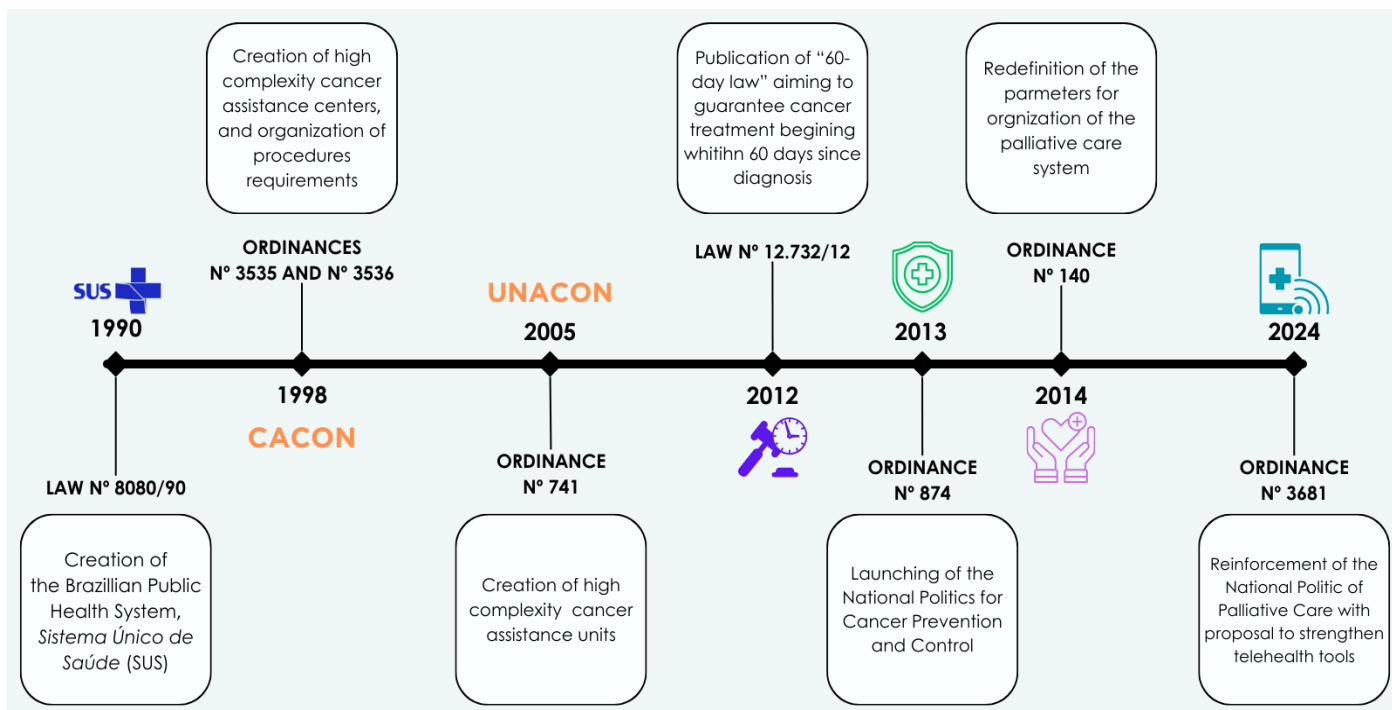 Creation of high
complexity cancer
assistance centers,
and organization of
procedures
requirements
Publication of “60-
day law” aiming to
guarantee cancer
treatment begining
whitihn 60 days since
diagnosis
Redefinition of the
parmeters for
orgnization of the
palliative care
system
ORDINANCES
Nº 3535 AND Nº 3536
LAW Nº 12.732/12
ORDINANCE
Nº 140
SUS
1990
UNACON
2005
2013
2024
1998
CACON
2012
2014
LAW Nº 8080/90
ORDINANCE
Nº 741
ORDINANCE
Nº 874
ORDINANCE
Nº 3681
Creation of
the Brazillian Public
Health System,
Sistema Único de
Saúde (SUS)
Creation of high
complexity cancer
assistance units
Launching of the
National Politics for
Cancer Prevention
and Control
Reinforcement of the
National Politic of
Palliative Care with
proposal to strengthen
telehealth tools